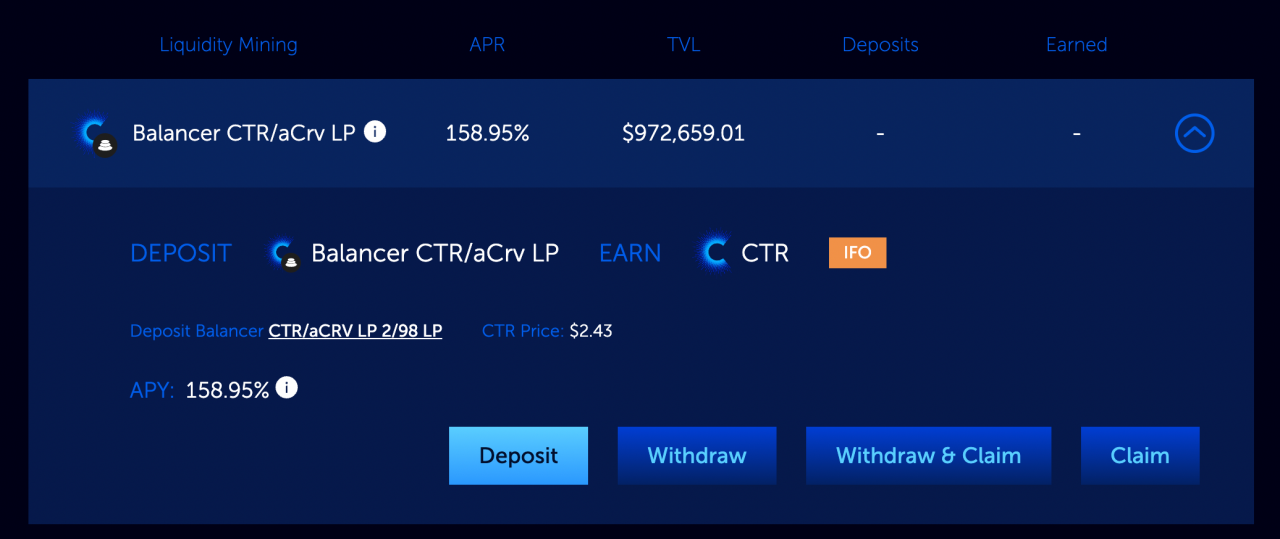 Liquidity Mining APR TVL Deposits Earned
Balancer CTR/aCrv LP i 158.95% $972,659.01 - -
DEPOSIT Balancer CTR/aCrv LP EARN CTR IFO
Deposit Balancer CTR/aCRV LP 2/98 LP CTR Price: $2.43
APY: 158.95% i
Deposit Withdraw Withdraw & Claim Claim